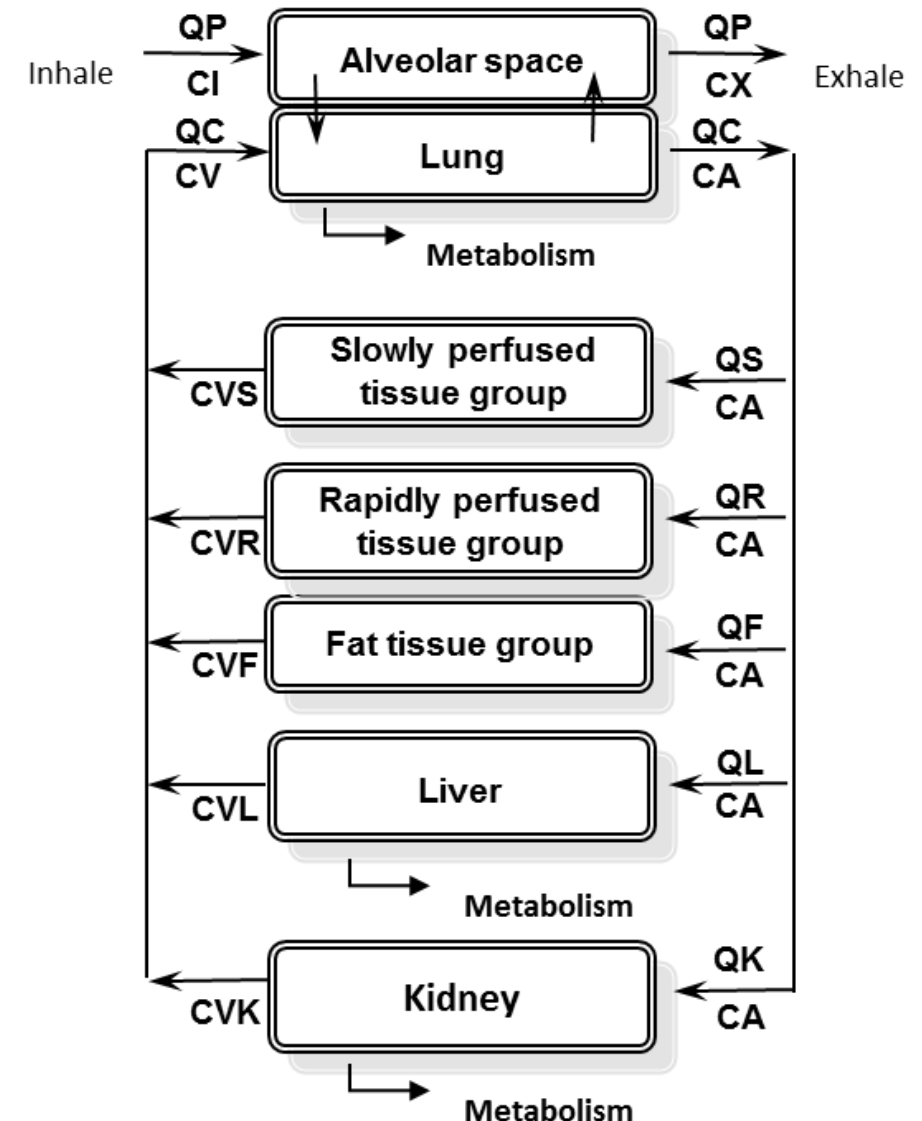 QP
QP
Inhale
Alveolar space
Exhale
CI
CX
QC
QC
Lung
CV
CA
Metabolism
Slowly perfused
tissue group
QS
CVS
CA
Rapidly perfused
tissue group
QR
CVR
CA
Fat tissue group
QF
CVF
CA
Liver
QL
CVL
CA
Metabolism
Kidney
QK
CVK
CA
Metabolism